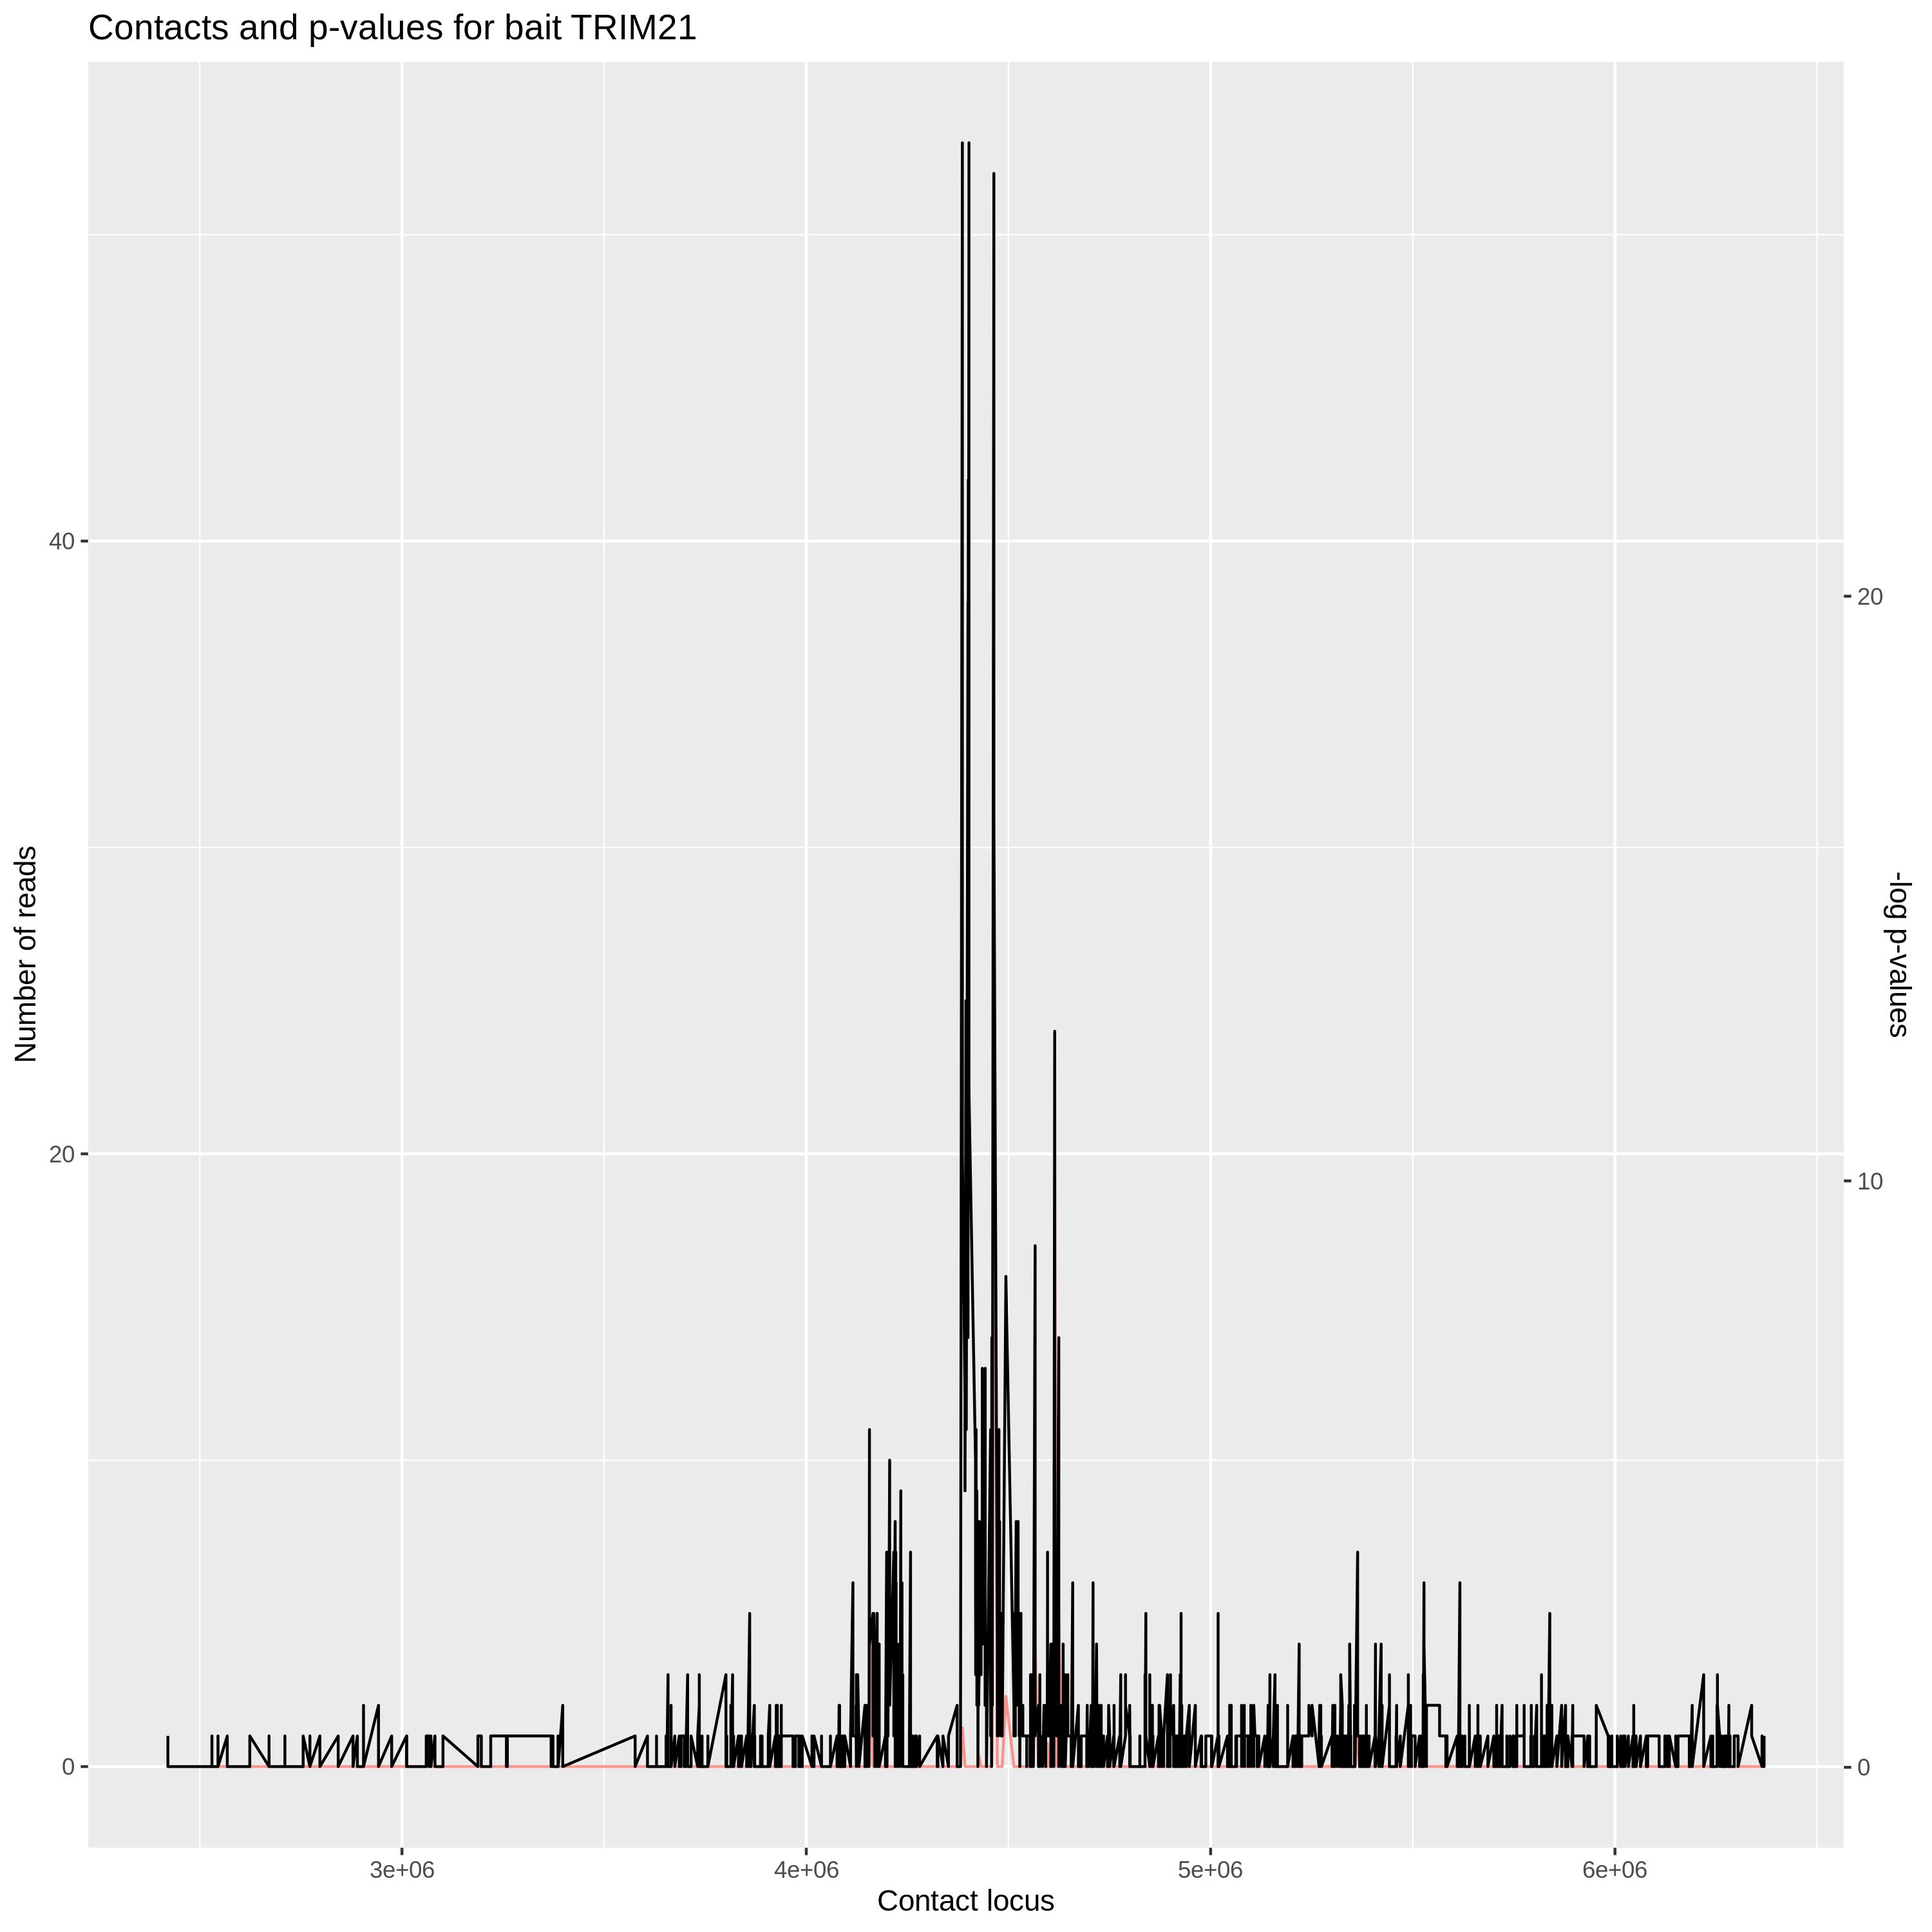 Contacts and p-values for bait TRIM21
Number of reads
40
20
0
20
10
0
-log p-values
3e+06 4e+06 5e+06 6e+06
Contact locus